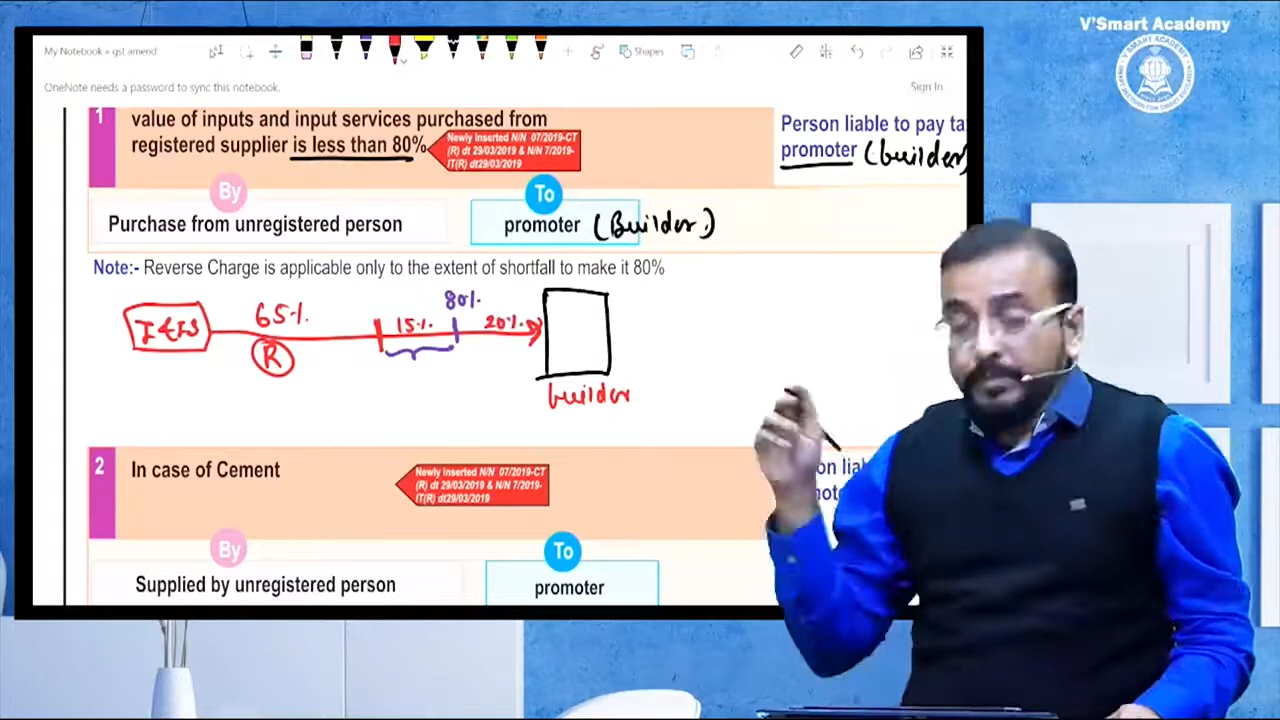 V'Smart Academy
My Notebook » gst amend
Shapes
OneNote needs a password to sync this notebook.
Sign In
1
value of inputs and input services purchased from
registered supplier is less than 80%
Newly Inserted N/N 07/2019-CT
(R) dt 29/03/2019 & N/N 7/2019-
IT(R) dt29/03/2019
Person liable to pay ta
promoter (builder)
By
To
Purchase from unregistered person
promoter (Builder.)
Note:- Reverse Charge is applicable only to the extent of shortfall to make it 80%
I & IS
65%
R
15%
80%
20%
builder
2
In case of Cement
Newly Inserted N/N 07/2019-CT
(R) dt 29/03/2019 & N/N 7/2019-
IT(R) dt29/03/2019
on lia
By
To
Supplied by unregistered person
promoter